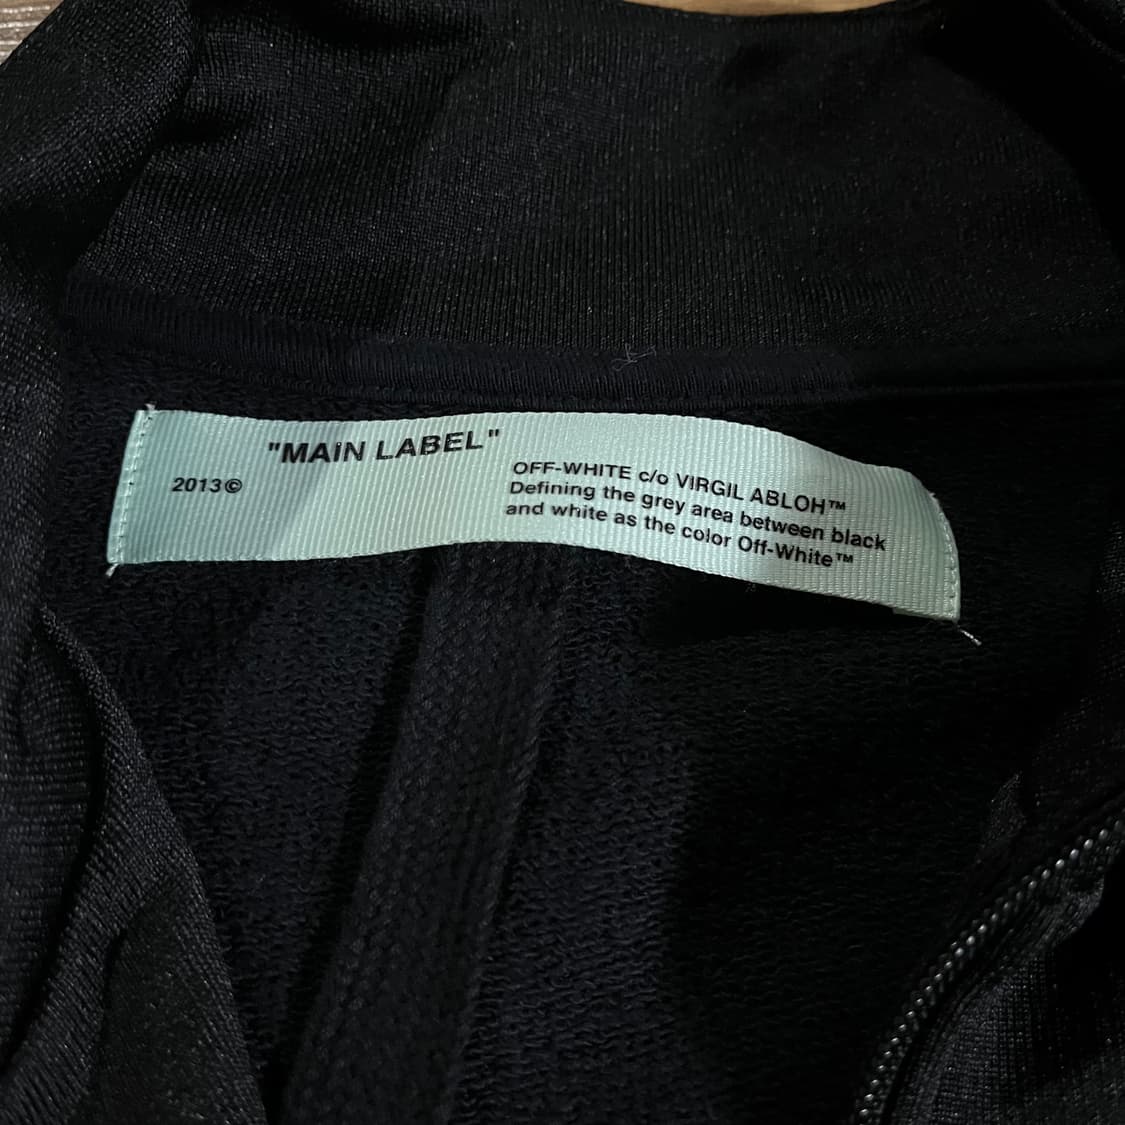 "MAIN LABEL"
2013©
OFF-WHITE c/o VIRGIL ABLOH™
Defining the grey area between black
and white as the color Off-White™